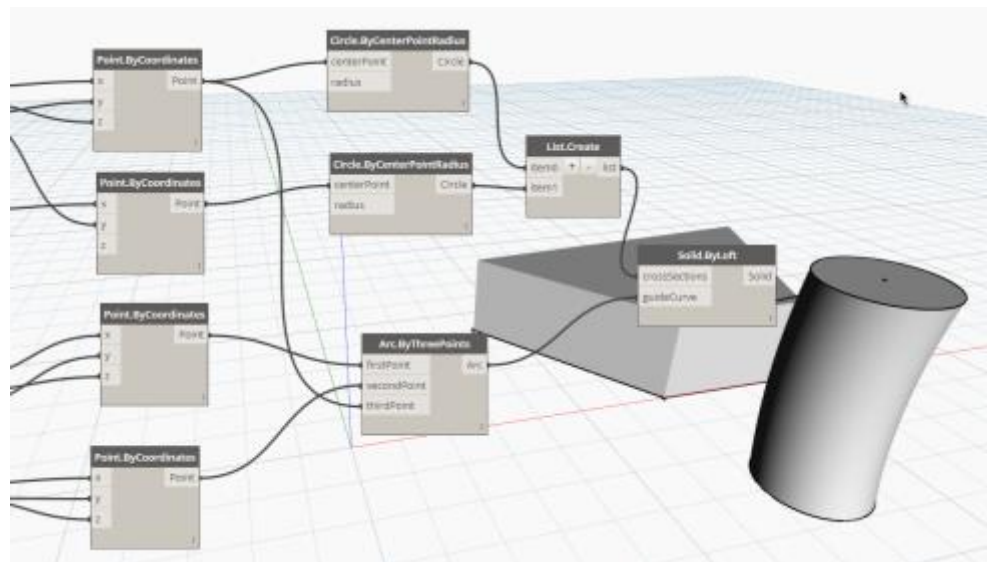 Point.ByCoordinates
x
Point
y
z
Circle.ByCenterPointRadius
centerPoint
Circle
radius
Point.ByCoordinates
x
Point
y
z
Circle.ByCenterPointRadius
centerPoint
Circle
radius
List.Create
item0 + - list
item1
Solid.ByLoft
crossSections
Solid
guideCurve
Point.ByCoordinates
x
Point
y
z
Arc.ByThreePoints
firstPoint
Arc
secondPoint
thirdPoint
Point.ByCoordinates
x
Point
y
z